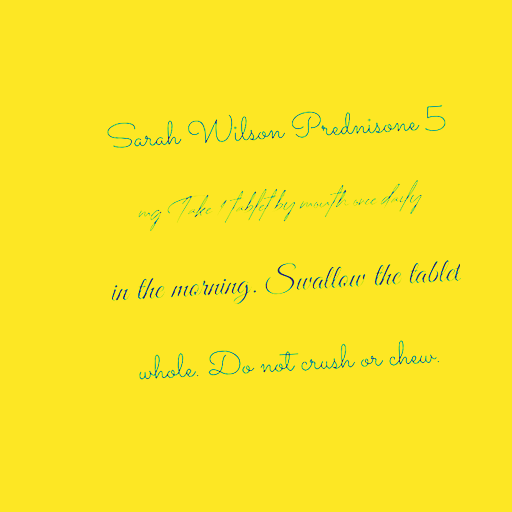 Sarah Wilson Prednisone 5
mg Take 1 tablet by mouth once daily
in the morning. Swallow the tablet
whole. Do not crush or chew.